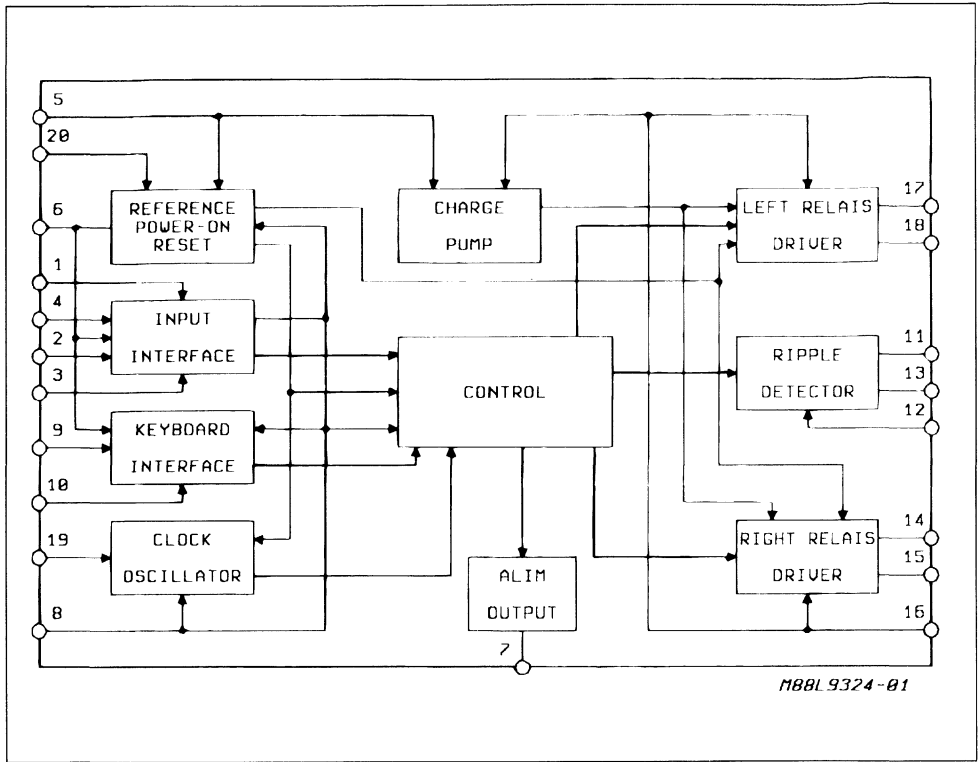 5
20
6
1
4
2
3
9
10
19
8
REFERENCE
POWER-ON
RESET
INPUT
INTERFACE
KEYBOARD
INTERFACE
CLOCK
OSCILLATOR
CHARGE
PUMP
CONTROL
ALIM
OUTPUT
7
LEFT RELAIS
DRIVER
RIPPLE
DETECTOR
RIGHT RELAIS
DRIVER
17
18
11
13
12
14
15
16
M88L9324-01